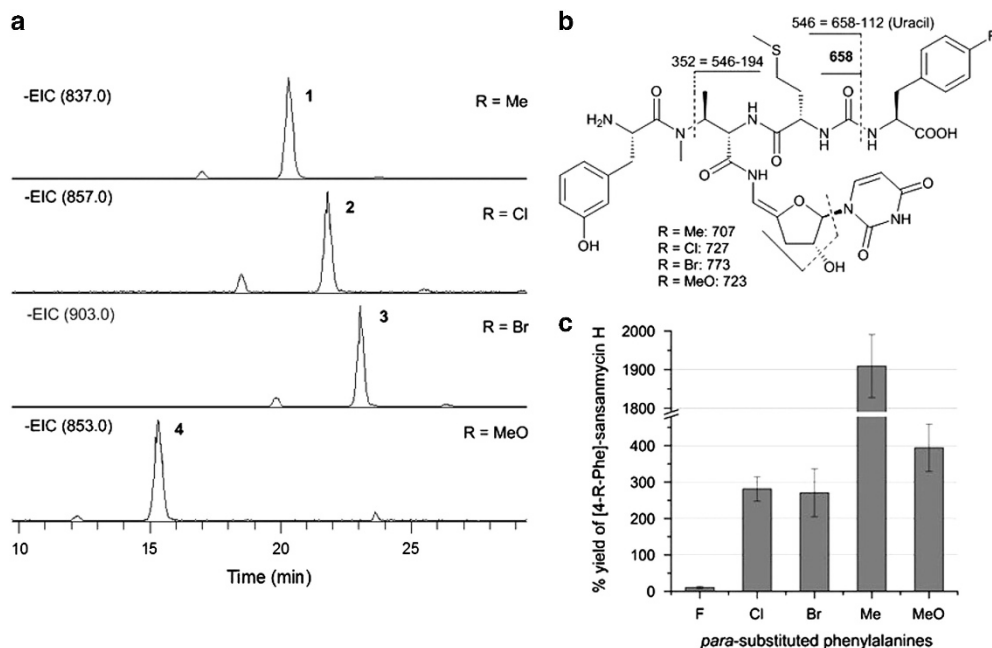 a
-EIC (837.0)
1
R = Me
-EIC (857.0)
2
R = Cl
-EIC (903.0)
3
R = Br
-EIC (853.0)
4
R = MeO
10 15 20 25
Time (min)
b
546 = 658-112 (Uracil)
352 = 546-194
658
R
S
H2N
O
N
H
N
O
O
N
H
N
H
COOH
O
O
NH
OH
O
N
O
NH
O
OH
R = Me: 707
R = Cl: 727
R = Br: 773
R = MeO: 723
c
% yield of [4-R-Phe]-sansanmycin H
2000
1900
1800
400
300
200
100
0
F Cl Br Me MeO
para-substituted phenylalanines